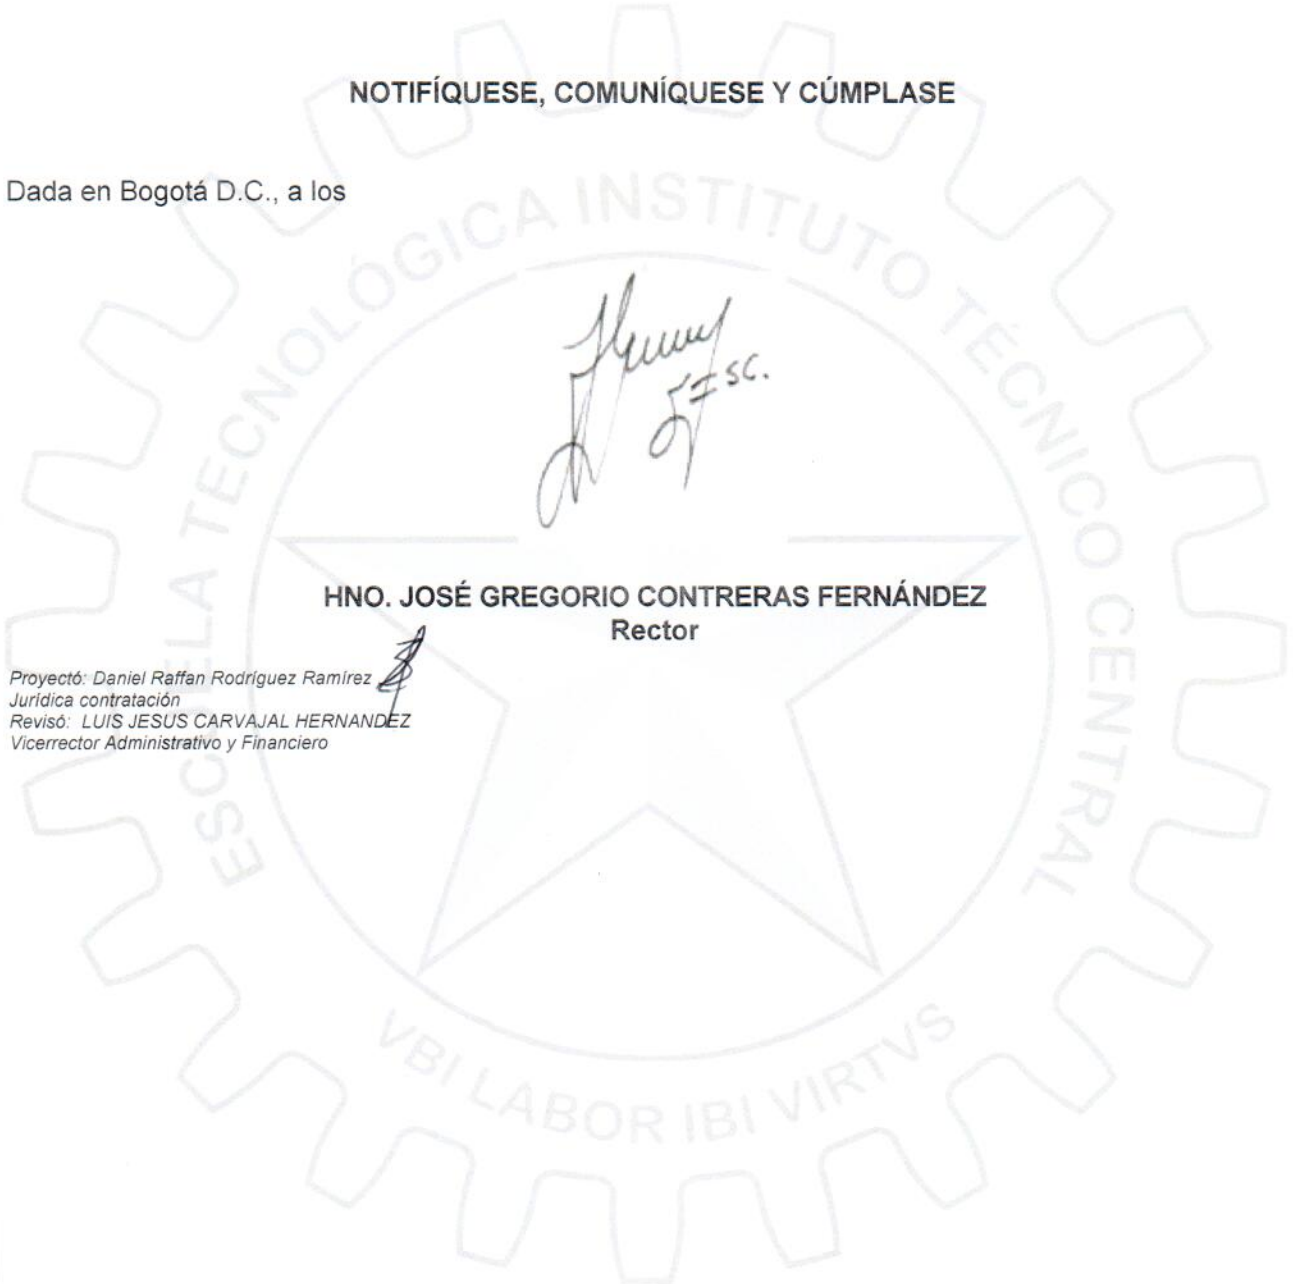 NOTIFÍQUESE, COMUNÍQUESE Y CÚMPLASE
Dada en Bogotá D.C., a los
ESCUELA TECNOLÓGICA INSTITUTO TÉCNICO CENTRAL
HNO. JOSÉ GREGORIO CONTRERAS FERNÁNDEZ
Rector
Proyectó: Daniel Raffan Rodríguez Ramírez
Jurídica contratación
Revisó: LUIS JESUS CARVAJAL HERNANDEZ
Vicerrector Administrativo y Financiero
VBI LABOR IBI VIRTVS